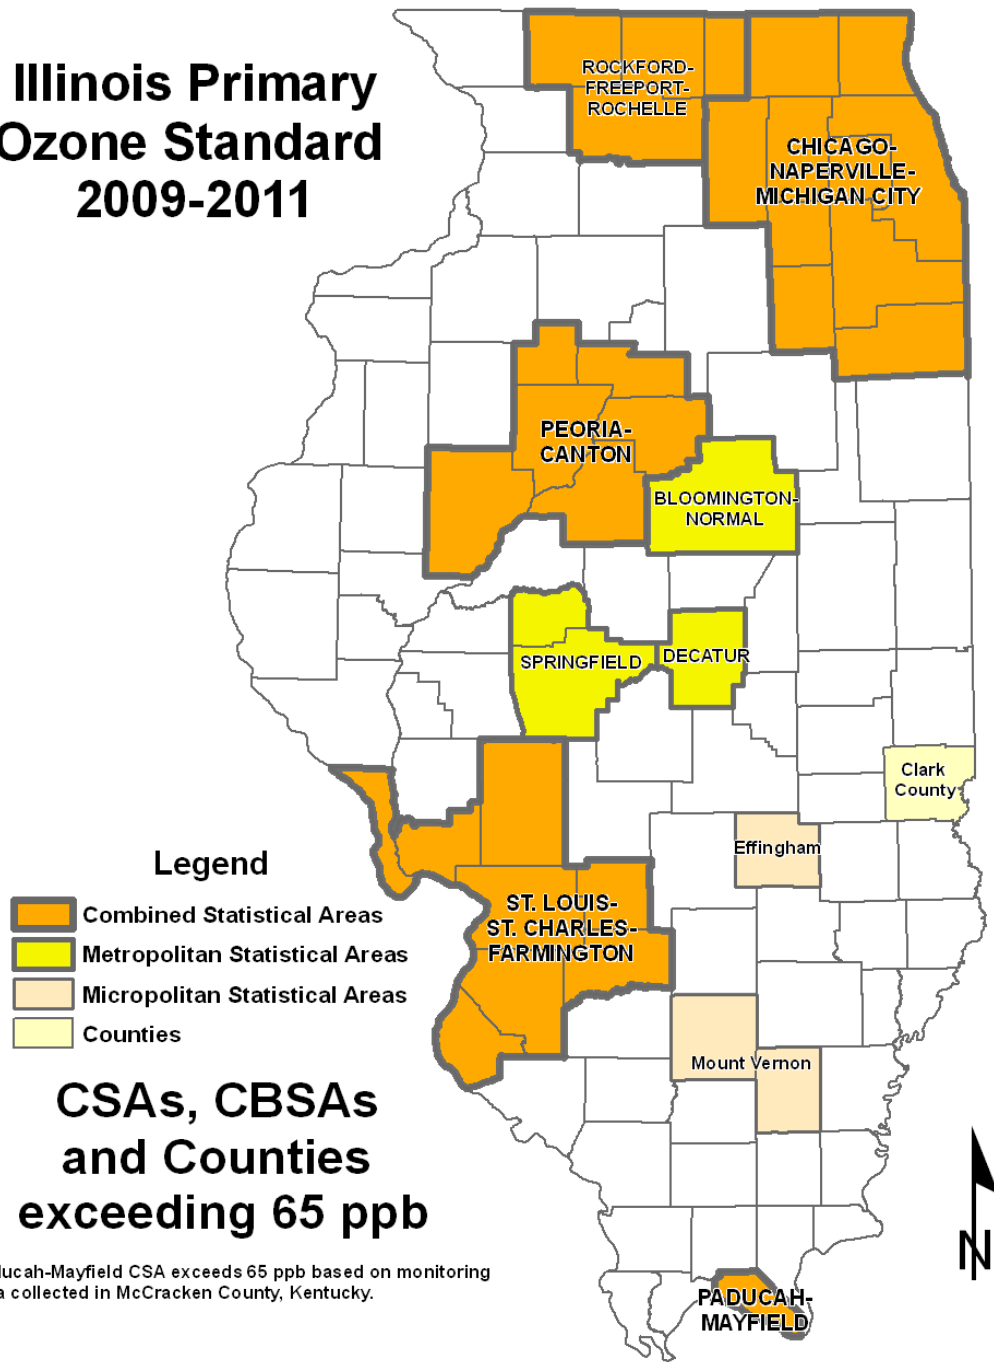 Illinois Primary
Ozone Standard
2009-2011
ROCKFORD-
FREEPORT-
ROCHELLE
CHICAGO-
NAPERVILLE-
MICHIGAN CITY
PEORIA-
CANTON
BLOOMINGTON-
NORMAL
SPRINGFIELD
DECATUR
Clark
County
Effingham
ST. LOUIS-
ST. CHARLES-
FARMINGTON
Mount Vernon
PADUCAH-
MAYFIELD
Legend
Combined Statistical Areas
Metropolitan Statistical Areas
Micropolitan Statistical Areas
Counties
CSAs, CBSAs
and Counties
exceeding 65 ppb
ducah-Mayfield CSA exceeds 65 ppb based on monitoring
a collected in McCracken County, Kentucky.
N